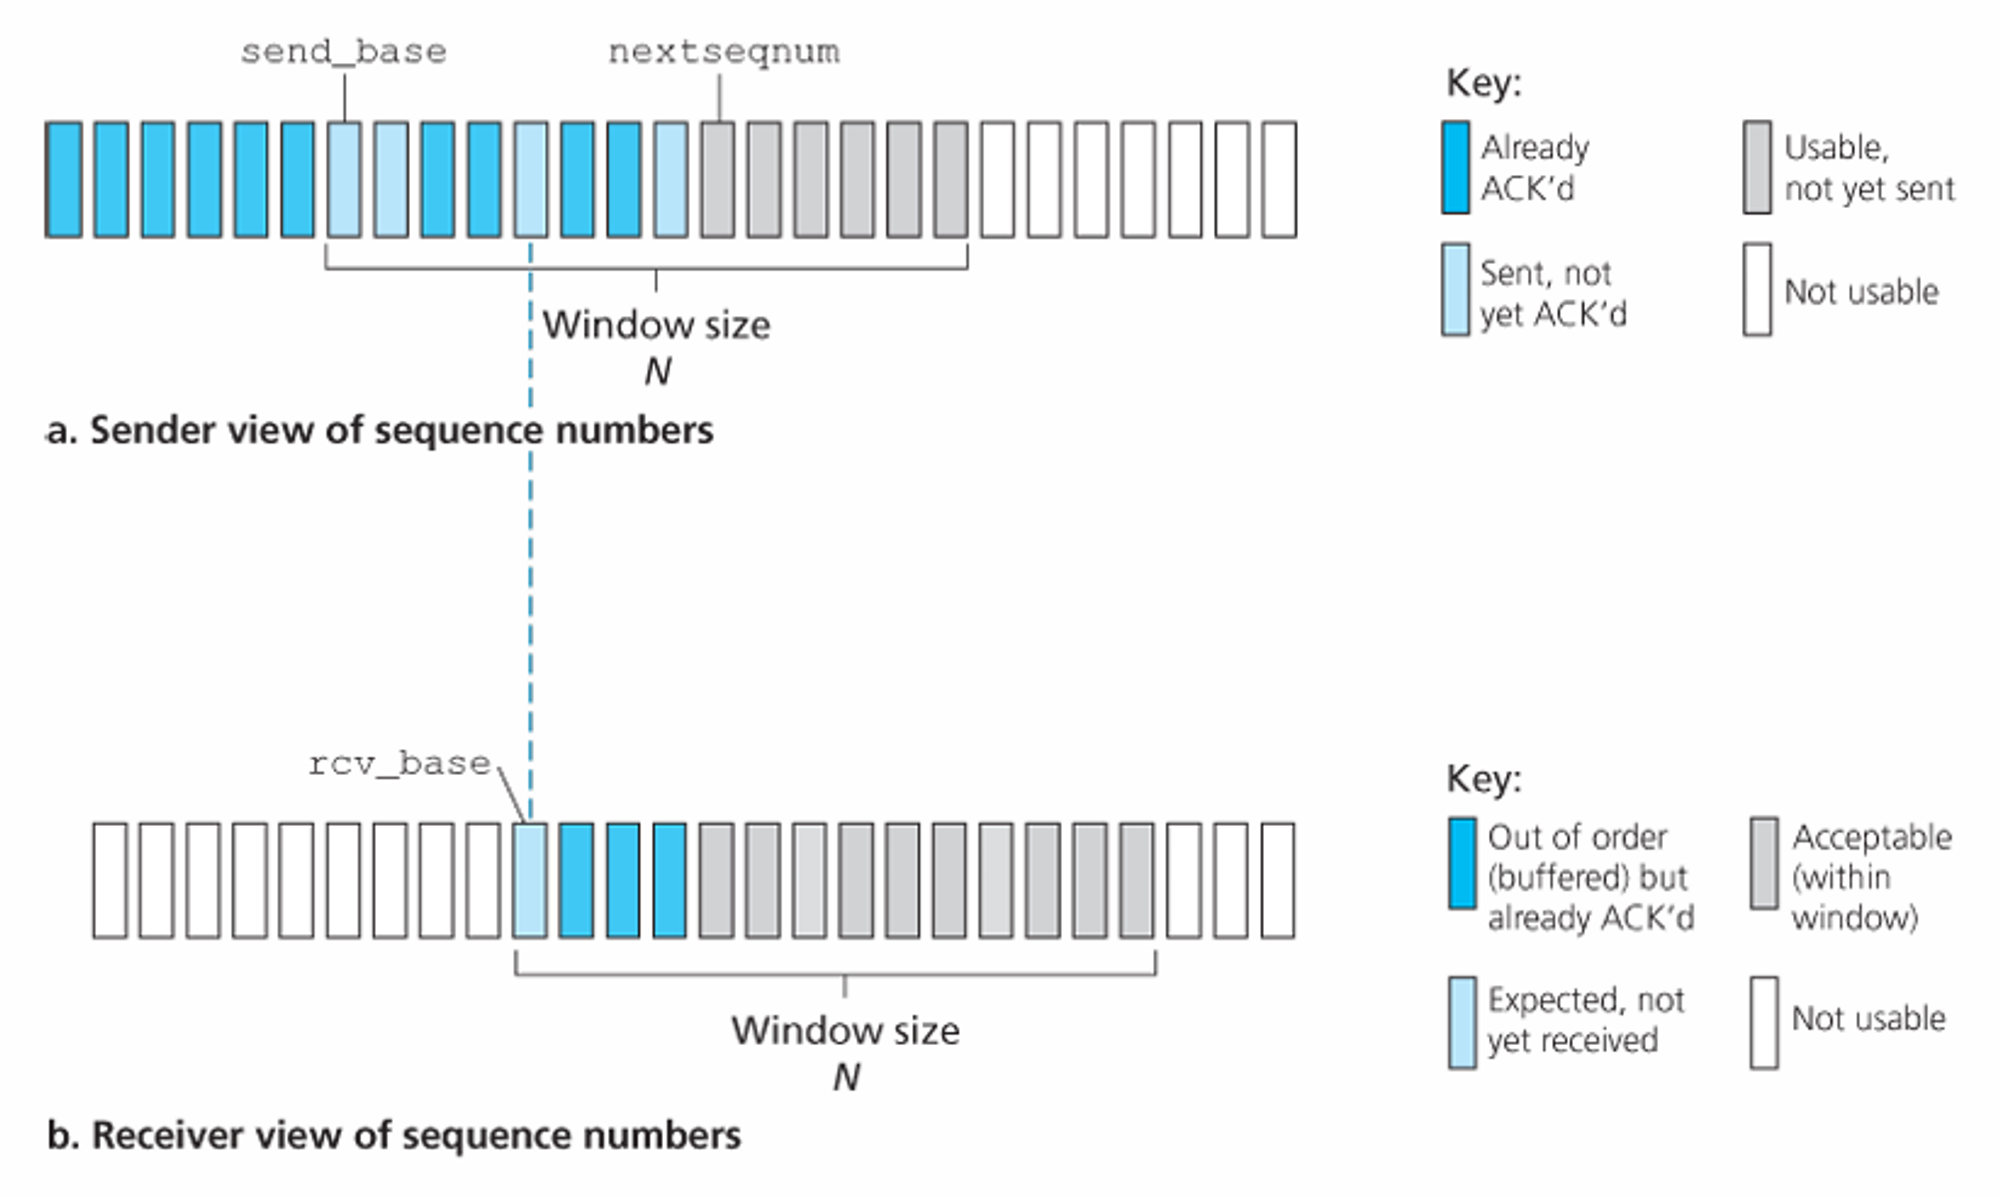 send_base
nextseqnum
Key:
Already
ACK’d
Usable,
not yet sent
Sent, not
yet ACK’d
Not usable
Window size
N
a. Sender view of sequence numbers
rcv_base
Key:
Out of order
(buffered) but
already ACK’d
Acceptable
(within
window)
Expected, not
yet received
Not usable
Window size
N
b. Receiver view of sequence numbers